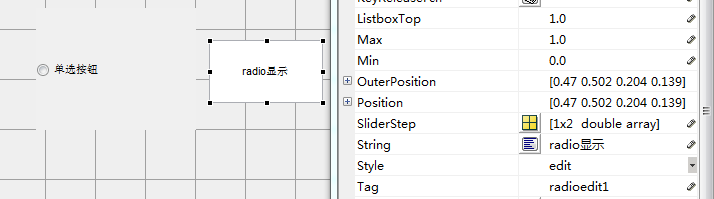 单选按钮
radio显示
KeyReleaseFcn
ListboxTop 1.0
Max 1.0
Min 0.0
OuterPosition [0.47 0.502 0.204 0.139]
Position [0.47 0.502 0.204 0.139]
SliderStep [1x2 double array]
String radio显示
Style edit
Tag radioedit1